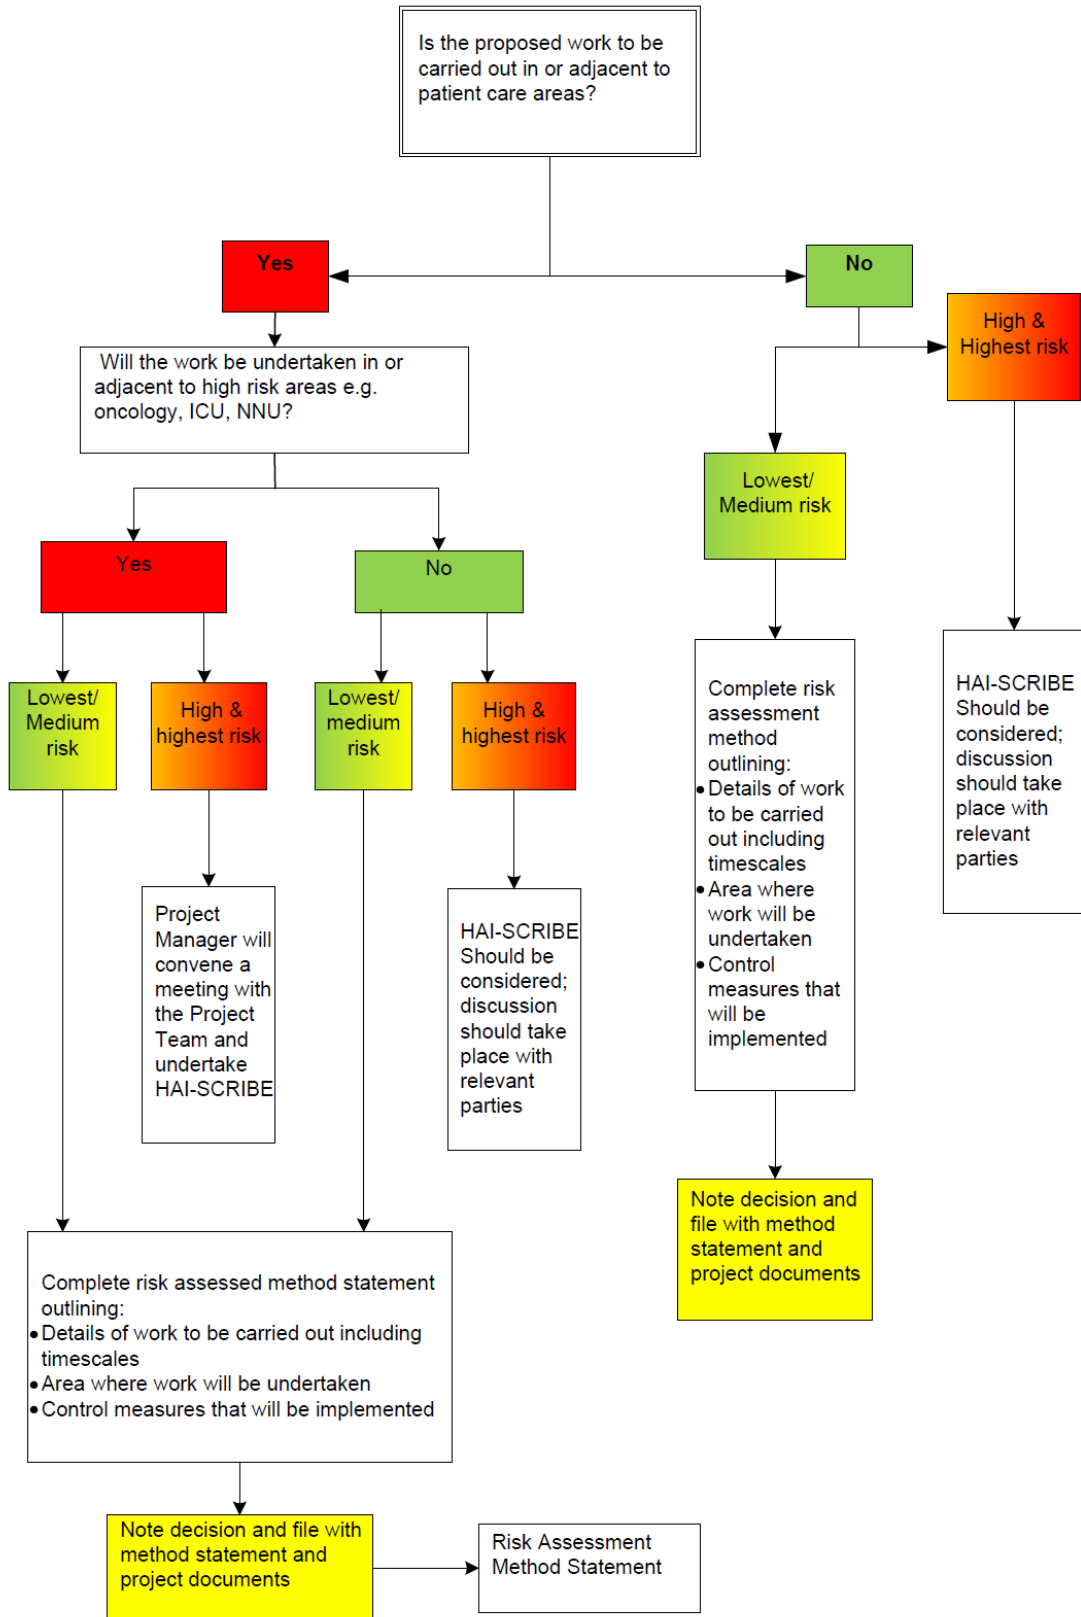 Is the proposed work to be
carried out in or adjacent to
patient care areas?
Yes
No
High &
Highest risk
Will the work be undertaken in or
adjacent to high risk areas e.g.
oncology, ICU, NNU?
Lowest/
Medium risk
Yes
No
Lowest/
Medium
risk
High &
highest risk
Lowest/
medium
risk
High &
highest risk
Complete risk
assessment
method
outlining:
• Details of work
to be carried
out including
timescales
• Area where
work will be
undertaken
• Control
measures that
will be
implemented
HAI-SCRIBE
Should be
considered;
discussion
should take
place with
relevant
parties
Project
Manager will
convene a
meeting with
the Project
Team and
undertake
HAI-SCRIBE
HAI-SCRIBE
Should be
considered;
discussion
should take
place with
relevant
parties
Note decision and
file with method
statement and
project documents
Complete risk assessed method statement
outlining:
• Details of work to be carried out including
timescales
• Area where work will be undertaken
• Control measures that will be implemented
Note decision and file with
method statement and
project documents
Risk Assessment
Method Statement